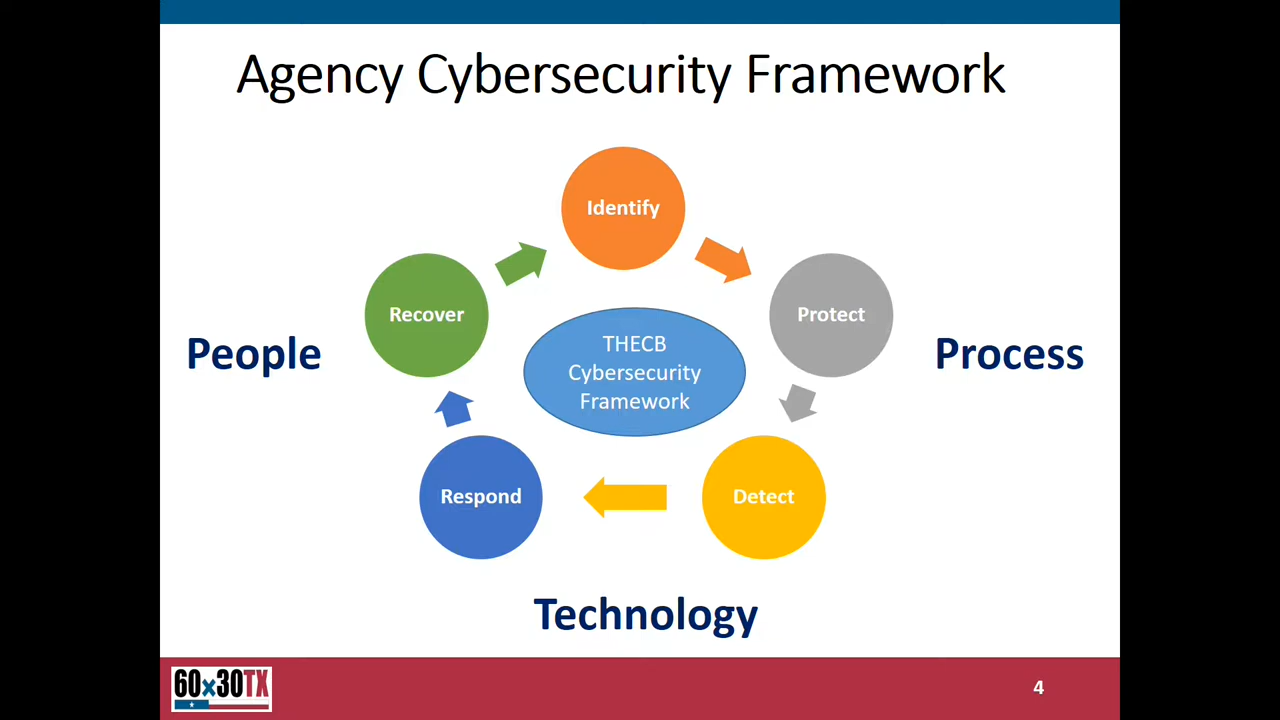 Agency Cybersecurity Framework
Identify
Recover
Protect
People
THECB
Cybersecurity
Framework
Process
Respond
Detect
Technology
60x30TX
4